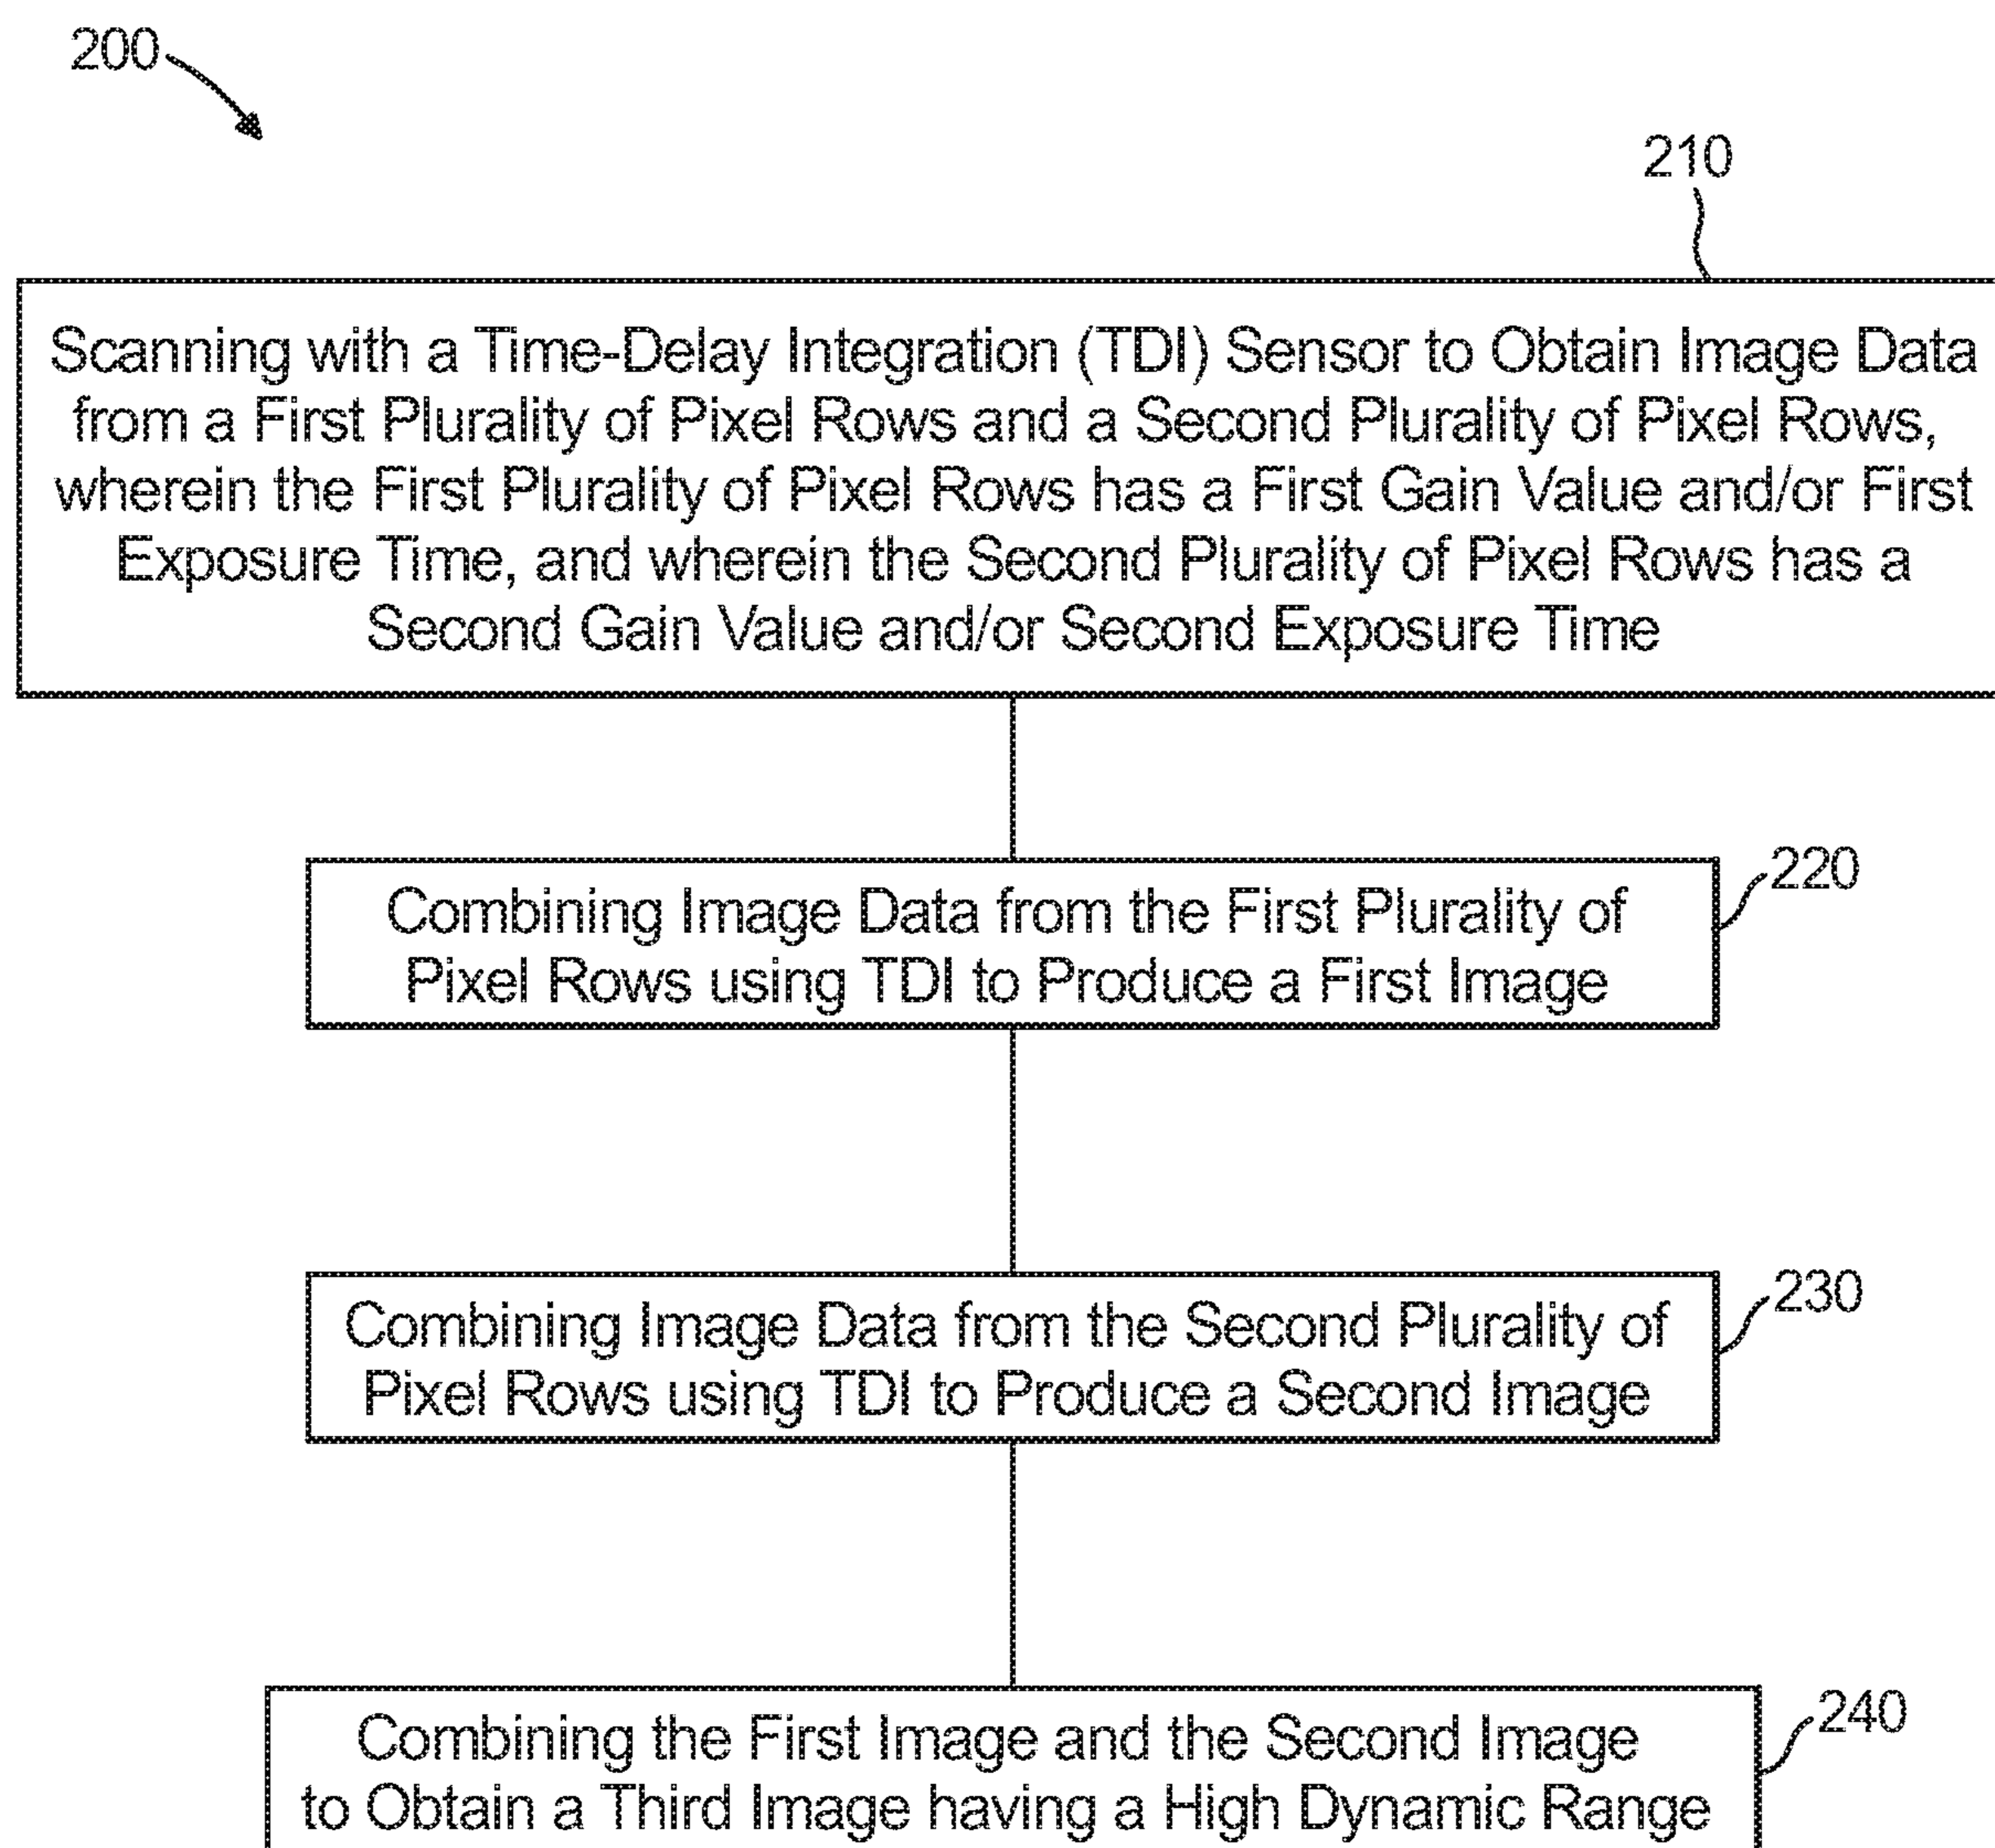 200
210
Scanning with a Time-Delay Integration (TDI) Sensor to Obtain Image Data
from a First Plurality of Pixel Rows and a Second Plurality of Pixel Rows,
wherein the First Plurality of Pixel Rows has a First Gain Value and/or First
Exposure Time, and wherein the Second Plurality of Pixel Rows has a
Second Gain Value and/or Second Exposure Time
220
Combining Image Data from the First Plurality of
Pixel Rows using TDI to Produce a First Image
230
Combining Image Data from the Second Plurality of
Pixel Rows using TDI to Produce a Second Image
240
Combining the First Image and the Second Image
to Obtain a Third Image having a High Dynamic Range